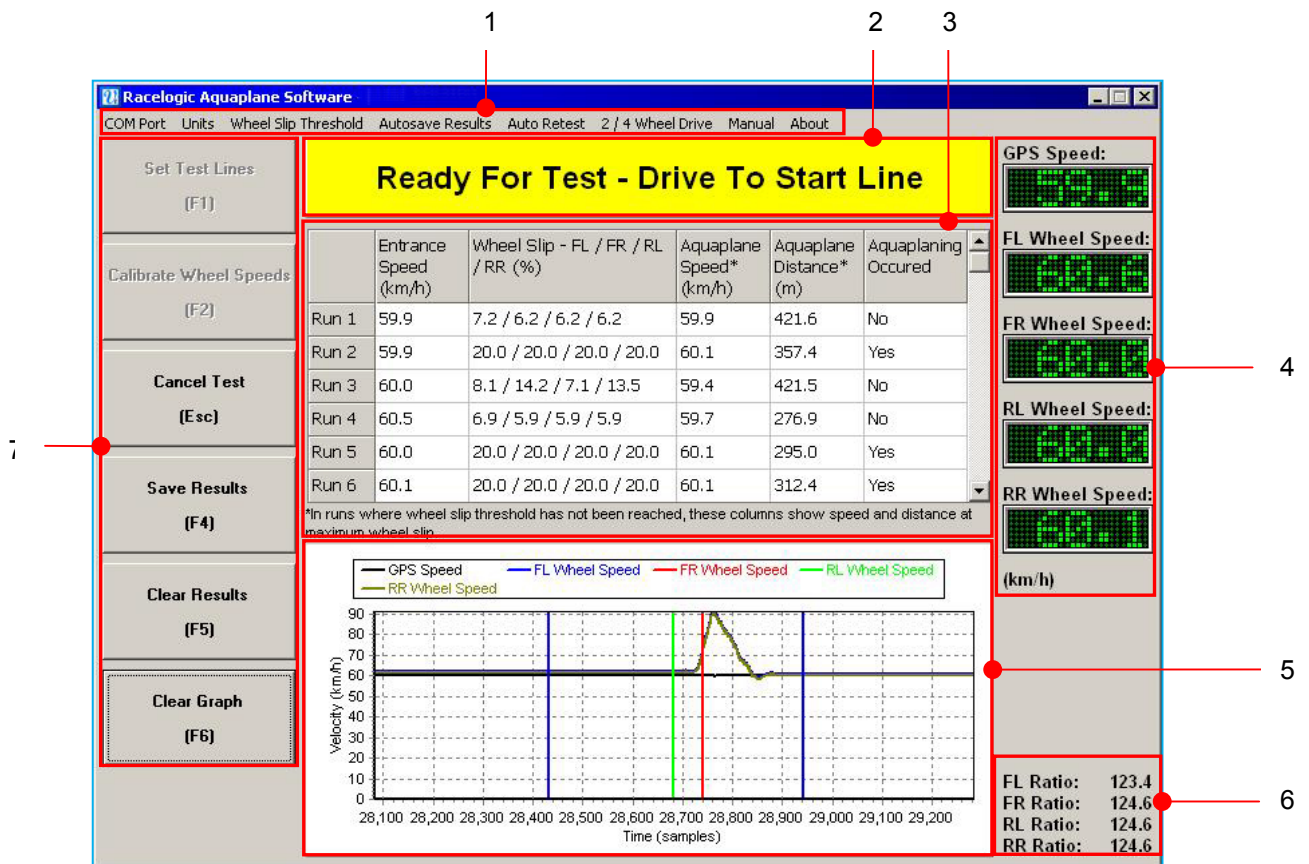 1 2 3
Racelogic Aquaplane Software
COM Port Units Wheel Slip Threshold Autosave Results Auto Retest 2 / 4 Wheel Drive Manual About
Set Test Lines
(F1)
Calibrate Wheel Speeds
(F2)
Cancel Test
(Esc)
Save Results
(F4)
Clear Results
(F5)
Clear Graph
(F6)
7
Ready For Test - Drive To Start Line
Entrance Speed (km/h) Wheel Slip - FL / FR / RL / RR (%) Aquaplane Speed* (km/h) Aquaplane Distance* (m) Aquaplaning Occured
Run 1 59.9 7.2 / 6.2 / 6.2 / 6.2 59.9 421.6 No
Run 2 59.9 20.0 / 20.0 / 20.0 / 20.0 60.1 357.4 Yes
Run 3 60.0 8.1 / 14.2 / 7.1 / 13.5 59.4 421.5 No
Run 4 60.5 6.9 / 5.9 / 5.9 / 5.9 59.7 276.9 No
Run 5 60.0 20.0 / 20.0 / 20.0 / 20.0 60.1 295.0 Yes
Run 6 60.1 20.0 / 20.0 / 20.0 / 20.0 60.1 312.4 Yes
*In runs where wheel slip threshold has not been reached, these columns show speed and distance at
maximum wheel slip
GPS Speed FL Wheel Speed FR Wheel Speed RL Wheel Speed
RR Wheel Speed
Velocity (km/h)
90
80
70
60
50
40
30
20
10
0
28,100 28,200 28,300 28,400 28,500 28,600 28,700 28,800 28,900 29,000 29,100 29,200
Time (samples)
GPS Speed:
59.9
FL Wheel Speed:
60.6
FR Wheel Speed:
60.0
RL Wheel Speed:
60.0
RR Wheel Speed:
60.1
(km/h)
4
5
FL Ratio: 123.4
FR Ratio: 124.6
RL Ratio: 124.6
RR Ratio: 124.6
6